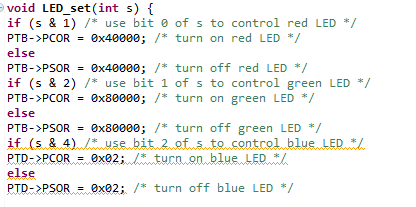 void LED_set(int s) {
if (s & 1) /* use bit 0 of s to control red LED */
PTB->PCOR = 0x40000; /* turn on red LED */
else
PTB->PSOR = 0x40000; /* turn off red LED */
if (s & 2) /* use bit 1 of s to control green LED */
PTB->PCOR = 0x80000; /* turn on green LED */
else
PTB->PSOR = 0x80000; /* turn off green LED */
if (s & 4) /* use bit 2 of s to control blue LED */
PTD->PCOR = 0x02; /* turn on blue LED */
else
PTD->PSOR = 0x02; /* turn off blue LED */